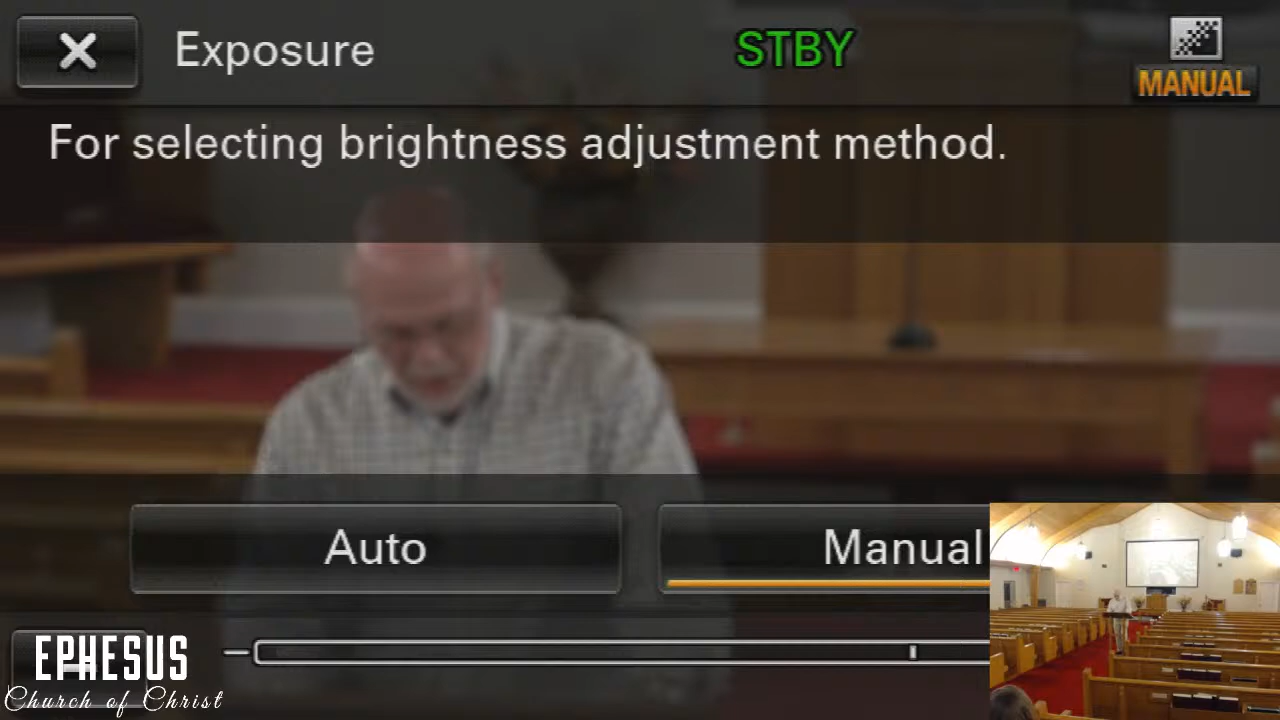 Exposure
STBY
MANUAL
For selecting brightness adjustment method.
Auto
Manual
EPHESUS
Church of Christ